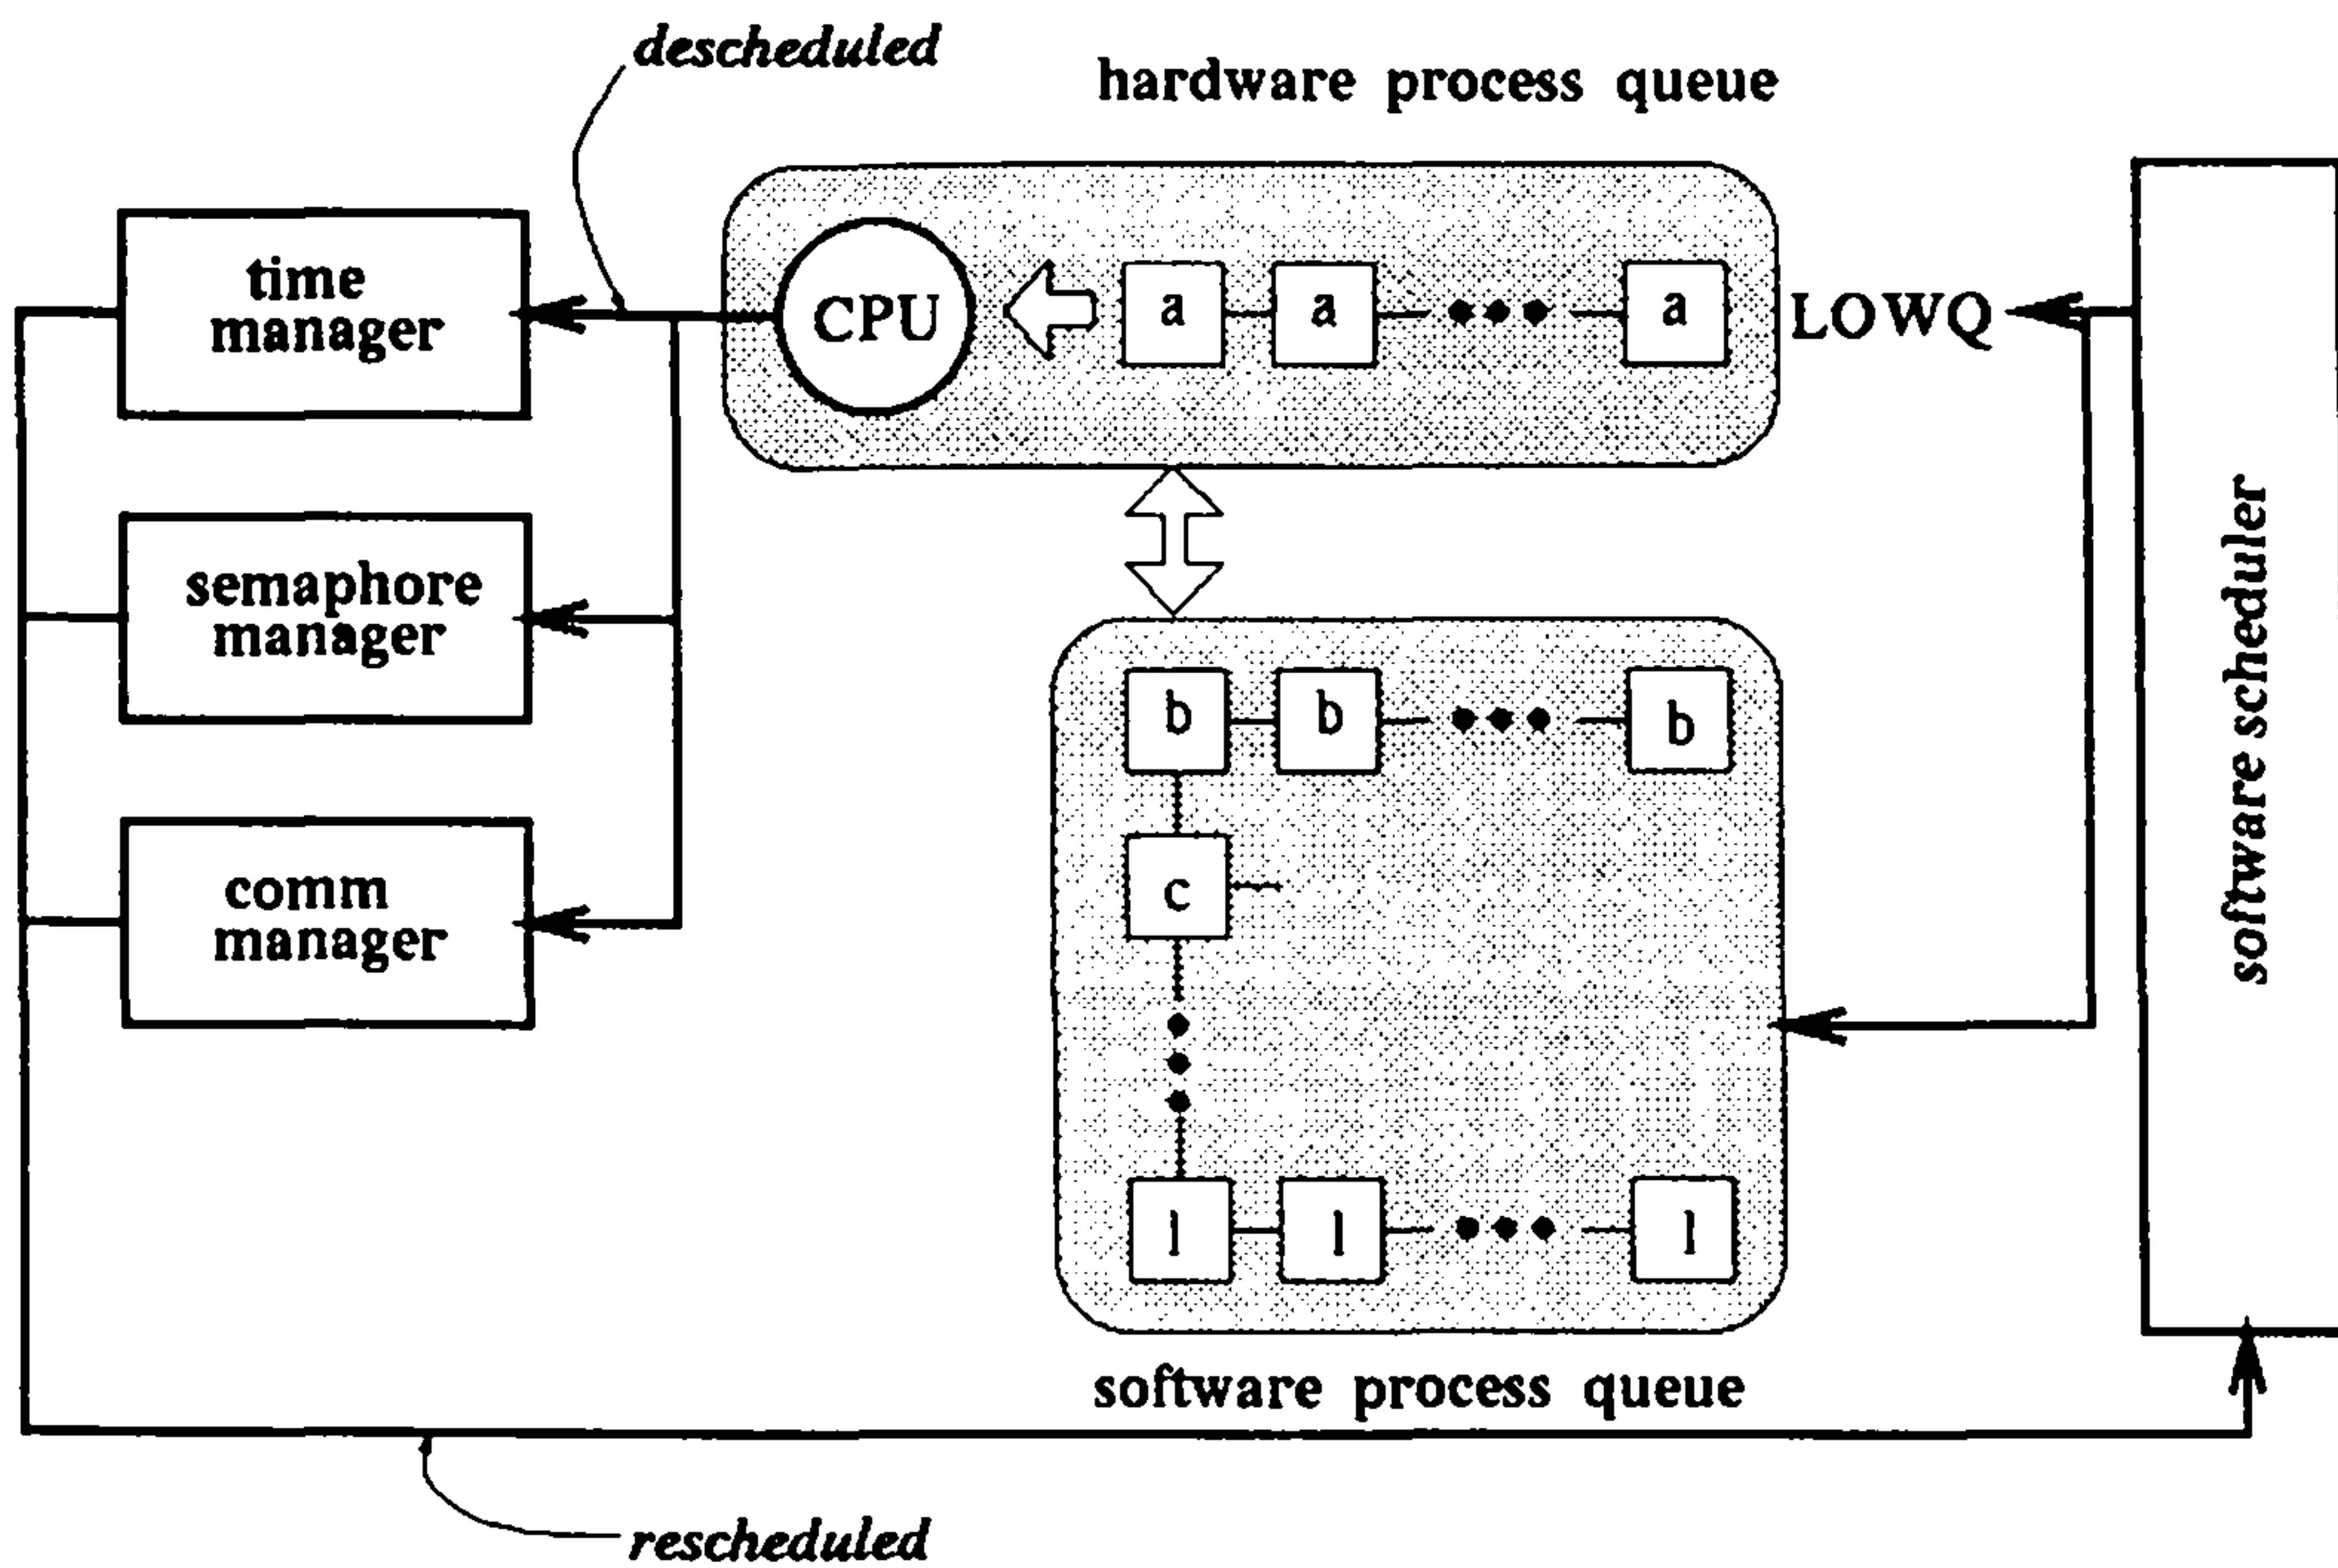 descheduled
hardware process queue
time
manager
CPU
a
a
a
LOWQ
semaphore
manager
software scheduler
b
b
b
comm
manager
c
l
l
l
software process queue
rescheduled